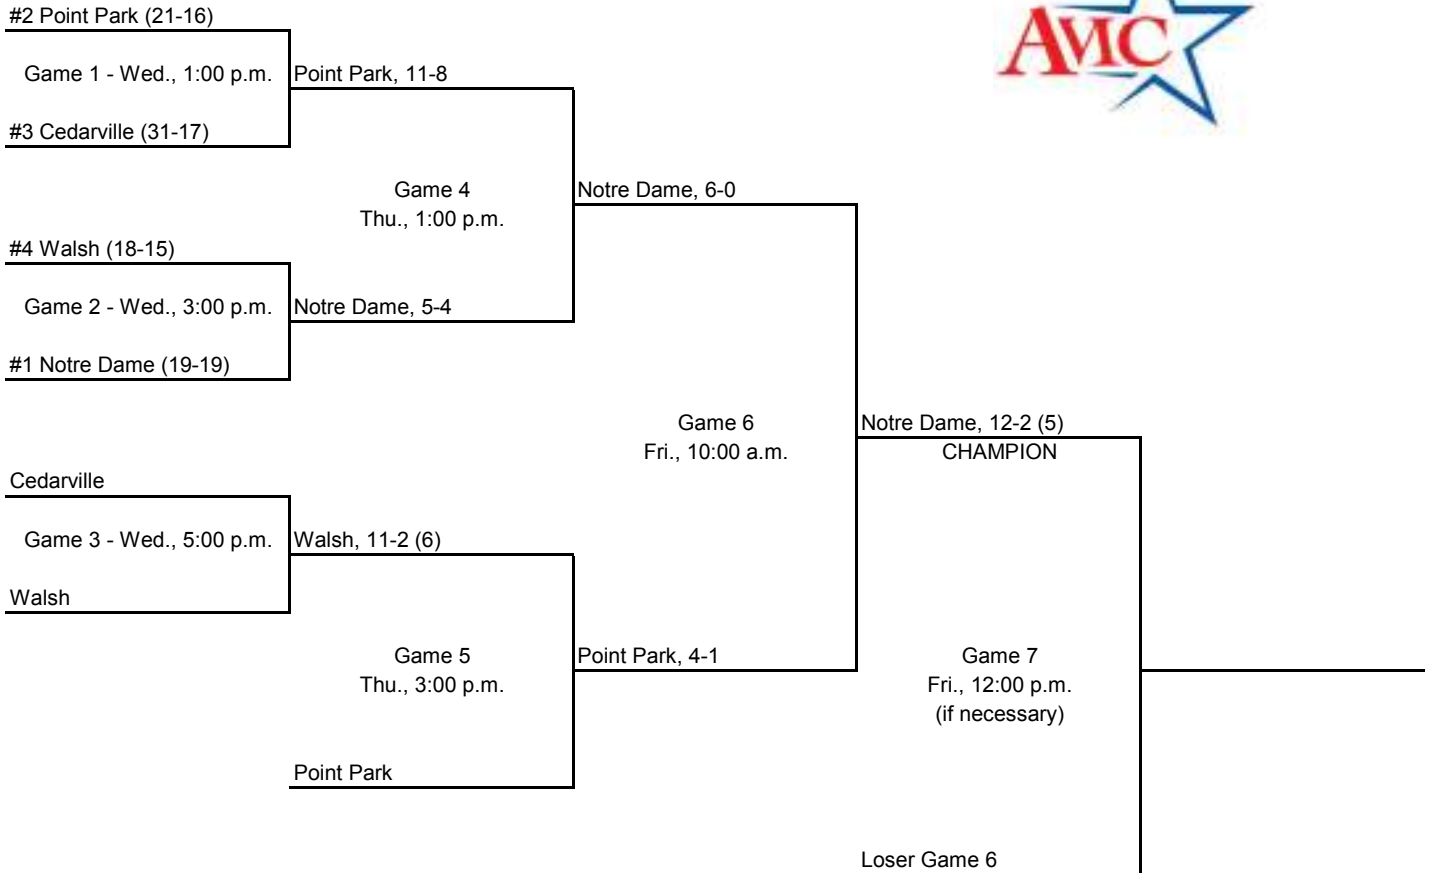 #2 Point Park (21-16)
AMC
Game 1 - Wed., 1:00 p.m.
Point Park, 11-8
#3 Cedarville (31-17)
Game 4
Thu., 1:00 p.m.
Notre Dame, 6-0
#4 Walsh (18-15)
Game 2 - Wed., 3:00 p.m.
Notre Dame, 5-4
#1 Notre Dame (19-19)
Game 6
Fri., 10:00 a.m.
Notre Dame, 12-2 (5)
CHAMPION
Cedarville
Game 3 - Wed., 5:00 p.m.
Walsh, 11-2 (6)
Walsh
Game 5
Thu., 3:00 p.m.
Point Park, 4-1
Game 7
Fri., 12:00 p.m.
(if necessary)
Point Park
Loser Game 6